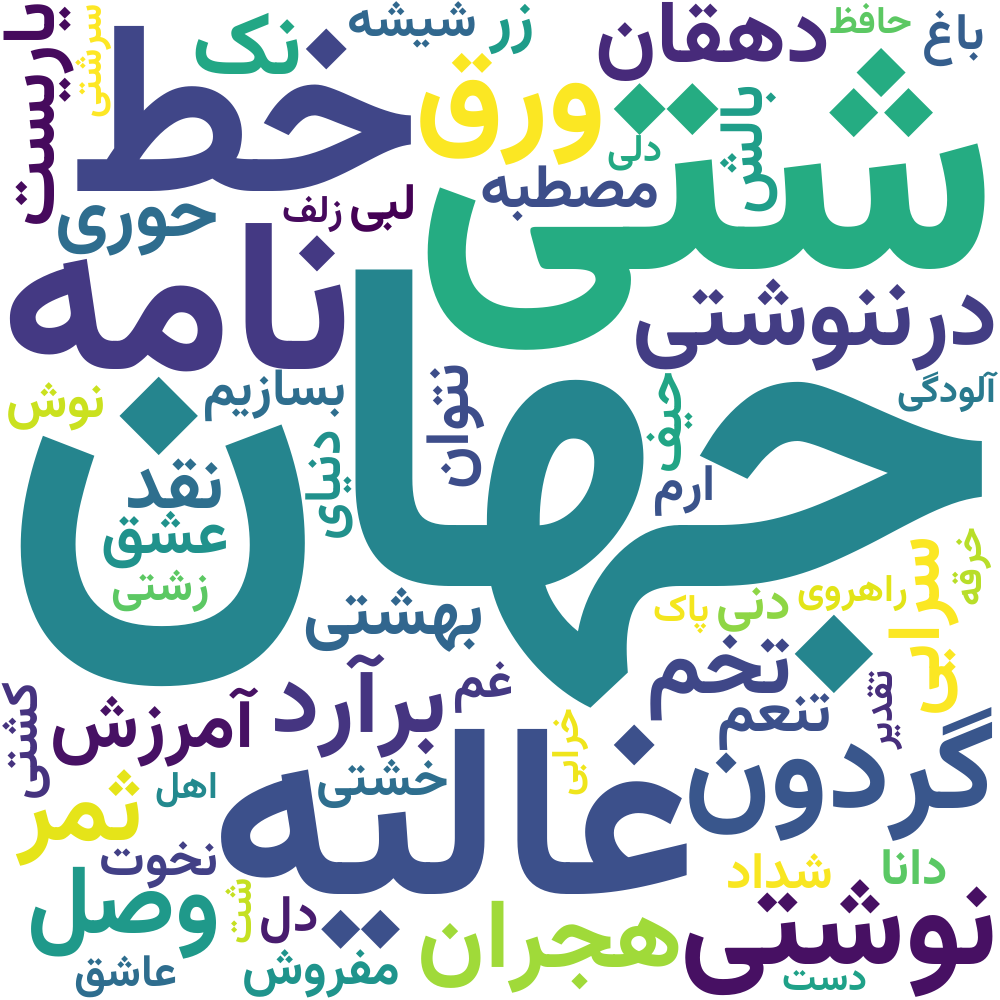 یاریست
سرشتی
نک
زر شیشه
دهقان
حافظ
باغ
خط
ورق
شتی
بالش
دلی
مصطبه
حوری
لبی زلف
نامه
درننوشتی
جهان
آلودگی
نوش
بسازیم
نتوان
حیف
ارم
دنیای
نقد
عشق
زشتی
بهشتی
پاک
دنی
راهروی
سرابی
خرقه
تخم
برآرد
غم
تنعم
تقدیر
کشتی
آمرزش
خرابی
گردون
غالیه
خشتی
اهل
ثمر
نخوت
شداد
دانا
وصل
شت
دل
هجران
نوشتی
عاشق
مفروش
دست